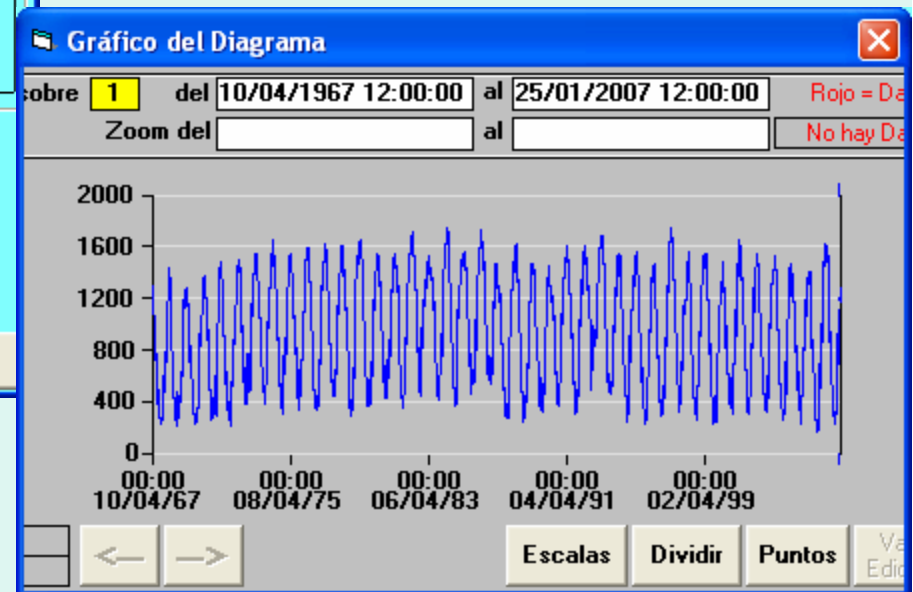 Gráfico del Diagrama
cobre 1 del 10/04/1967 12:00:00 al 25/01/2007 12:00:00 Rojo = Da
Zoom del al No hay Da
2000
1600
1200
800
400
0
00:00 00:00 00:00 00:00 00:00
10/04/67 08/04/75 06/04/83 04/04/91 02/04/99
<-- --> Escalas Dividir Puntos Va
Edic